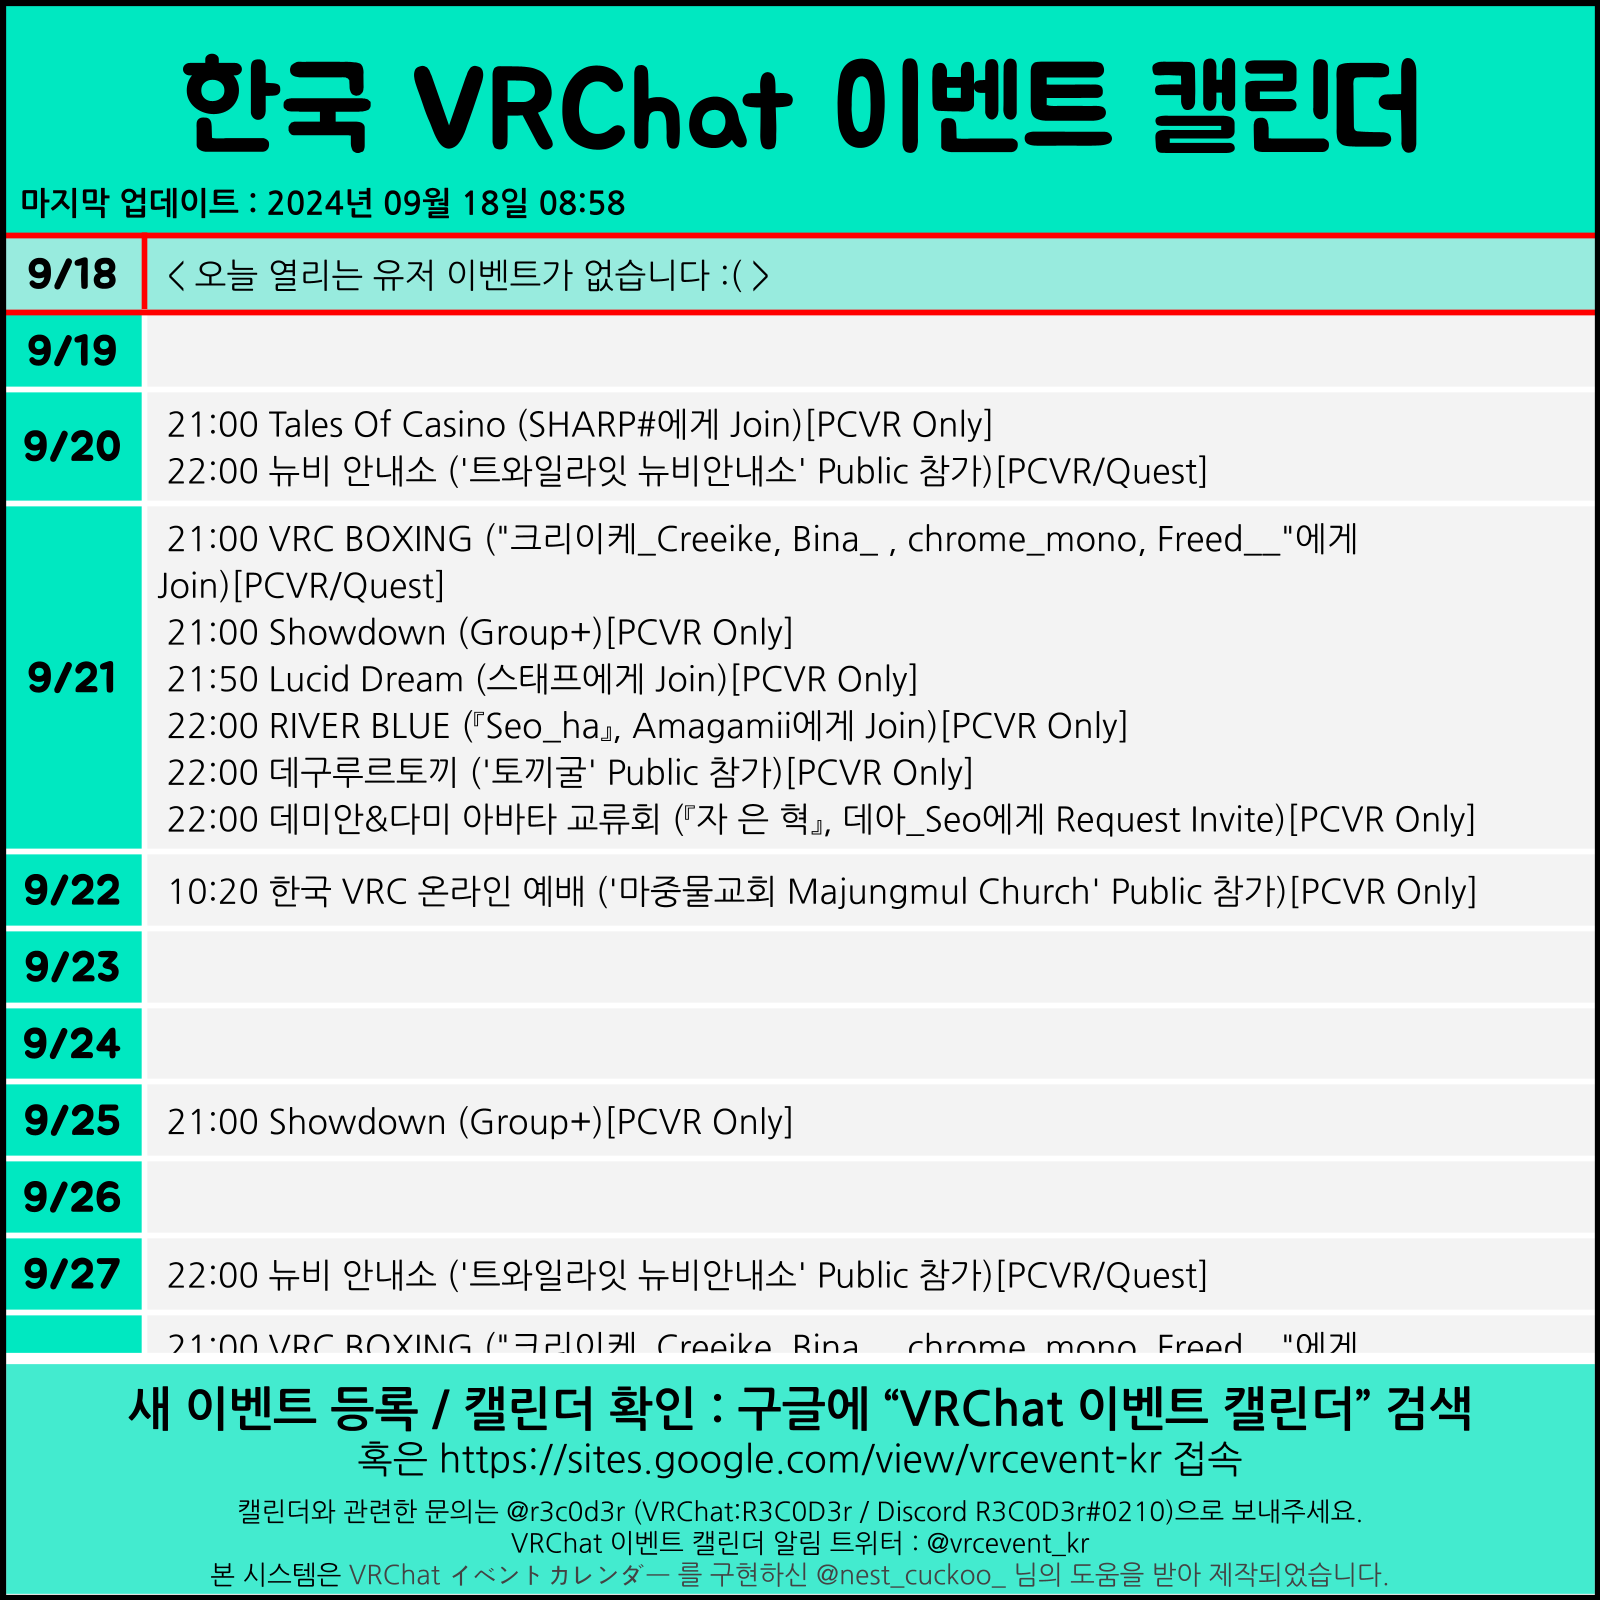 한국 VRChat 이벤트 캘린더
마지막 업데이트 : 2024년 09월 18일 08:58
9/18
< 오늘 열리는 유저 이벤트가 없습니다 :( >
9/19
9/20
21:00 Tales Of Casino (SHARP#에게 Join)[PCVR Only]
22:00 뉴비 안내소 ('트와일라잇 뉴비안내소' Public 참가)[PCVR/Quest]
9/21
21:00 VRC BOXING ("크리이케_Creeike, Bina_ , chrome_mono, Freed__"에게
Join)[PCVR/Quest]
21:00 Showdown (Group+)[PCVR Only]
21:50 Lucid Dream (스태프에게 Join)[PCVR Only]
22:00 RIVER BLUE (『Seo_ha』, Amagamii에게 Join)[PCVR Only]
22:00 데구루르토끼 ('토끼굴' Public 참가)[PCVR Only]
22:00 데미안&다미 아바타 교류회 (『자 은 혁』, 데아_Seo에게 Request Invite)[PCVR Only]
9/22
10:20 한국 VRC 온라인 예배 ('마중물교회 Majungmul Church' Public 참가)[PCVR Only]
9/23
9/24
9/25
21:00 Showdown (Group+)[PCVR Only]
9/26
9/27
22:00 뉴비 안내소 ('트와일라잇 뉴비안내소' Public 참가)[PCVR/Quest]
21:00 VRC BOXING ("크리이케_Creeike, Bina_ , chrome_mono, Freed__"에게
새 이벤트 등록 / 캘린더 확인 : 구글에 “VRChat 이벤트 캘린더” 검색
혹은 https://sites.google.com/view/vrcevent-kr 접속
캘린더와 관련한 문의는 @r3c0d3r (VRChat:R3C0D3r / Discord R3C0D3r#0210)으로 보내주세요.
VRChat 이벤트 캘린더 알림 트위터 : @vrcevent_kr
본 시스템은 VRChat イベントカレンダー 를 구현하신 @nest_cuckoo_ 님의 도움을 받아 제작되었습니다.